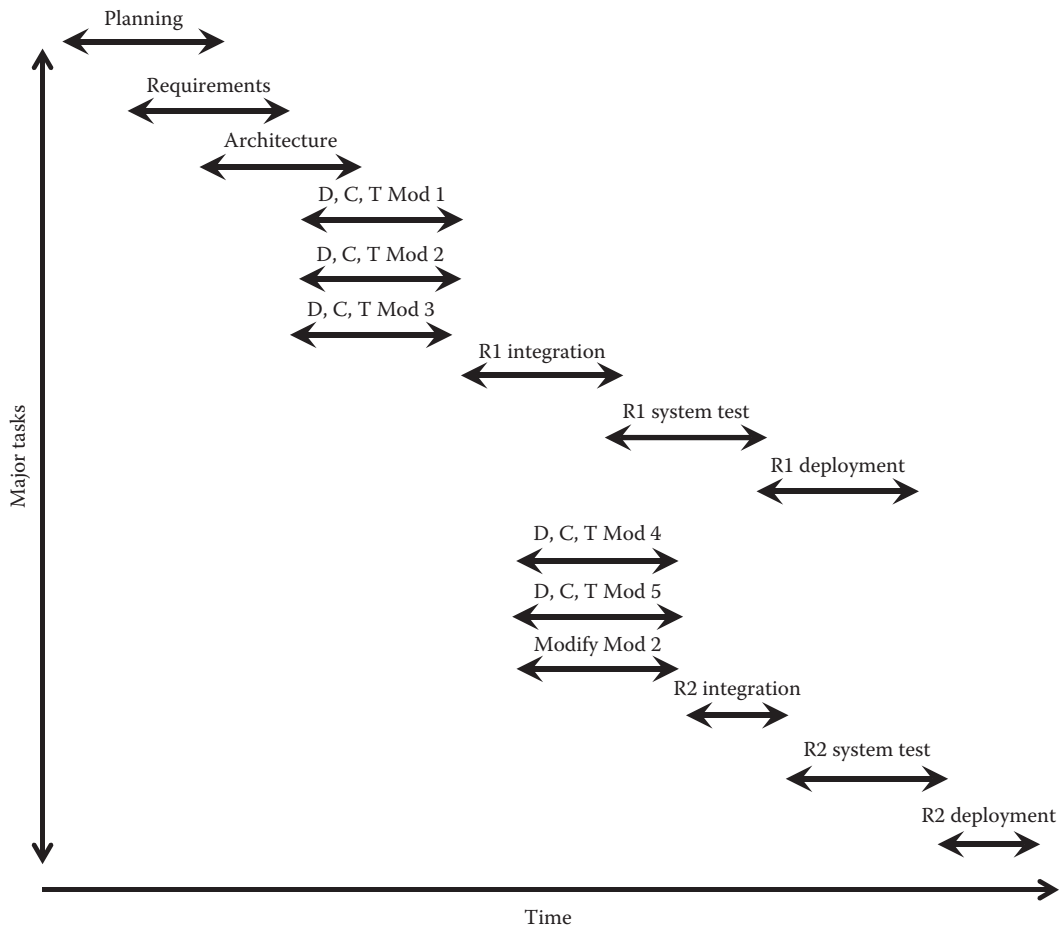 Planning
Requirements
Architecture
D, C, T Mod 1
D, C, T Mod 2
D, C, T Mod 3
R1 integration
R1 system test
R1 deployment
D, C, T Mod 4
D, C, T Mod 5
Modify Mod 2
R2 integration
R2 system test
R2 deployment
Major tasks
Time